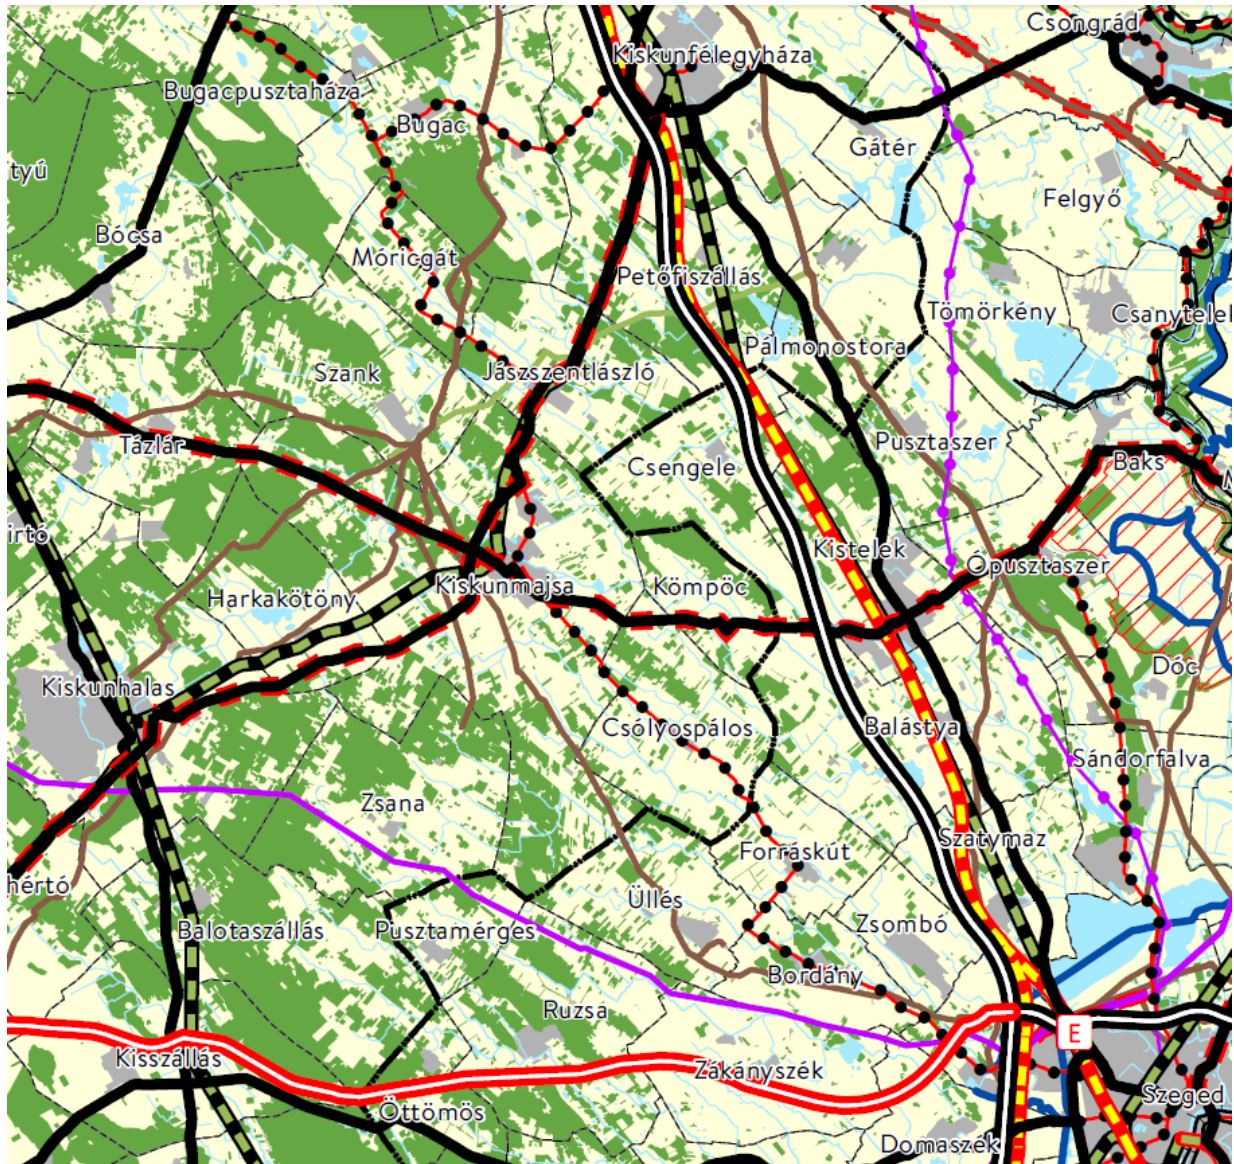 Csongrád
Kiskunfélegyháza
Bugacpusztaháza
Bugac
Gátér
tyú
Felgyő
Bócsa
Móricgát
Petőfiszállás
Tömörkény
Csanytelek
Pálmonostora
Szank
Jászszentlászló
Tázlár
Pusztaszer
Csengele
Baks
M
irtó
Kistelek
Ópusztaszer
Kiskunmajsa
Kömpöc
Harkakötöny
Dóc
Kiskunhalas
Csólyospálos
Balástya
Sándorfalva
Zsana
Szatymaz
Forráskút
hértó
Üllés
Zsombó
Balotaszállás
Pusztamérges
Bordány
Ruzsa
E
Kisszállás
Zákányszék
Szeged
Öttömös
Domaszék